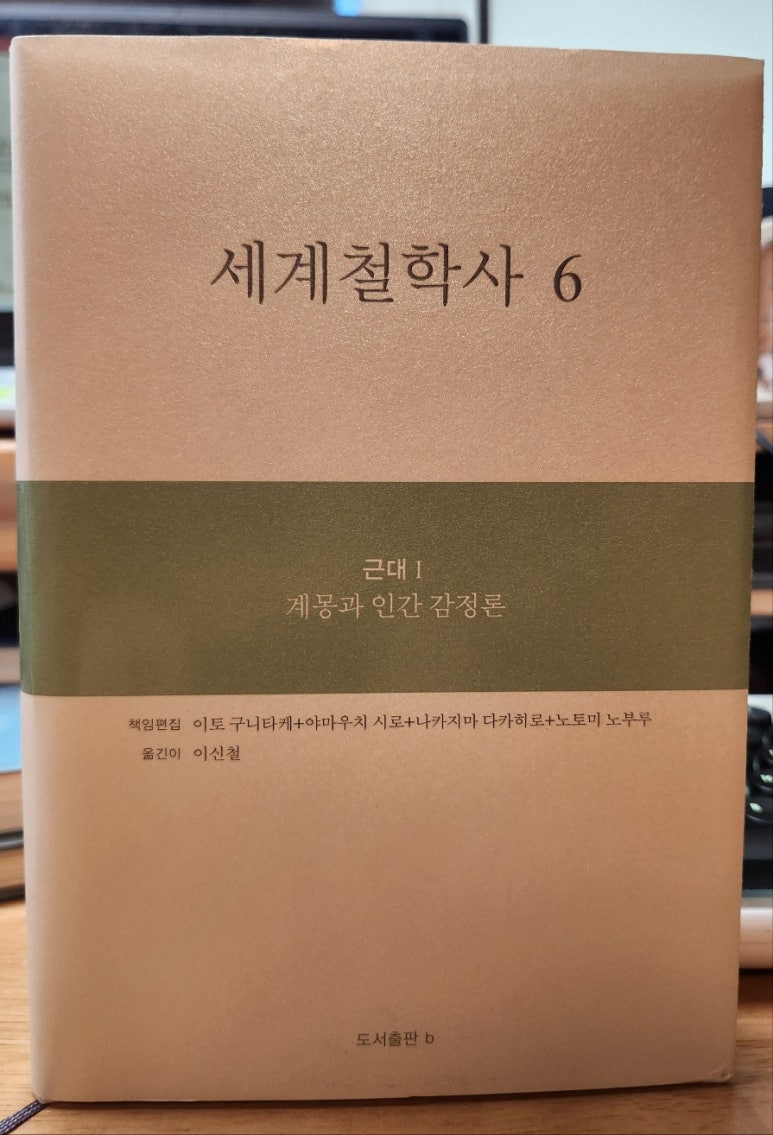 세계철학사 6
근대 I
계몽과 인간 감정론
책임편집 이토 구니타케+야마우치 시로+나카지마 다카히로+노토미 노부루
옮긴이 이신철
도서출판 b